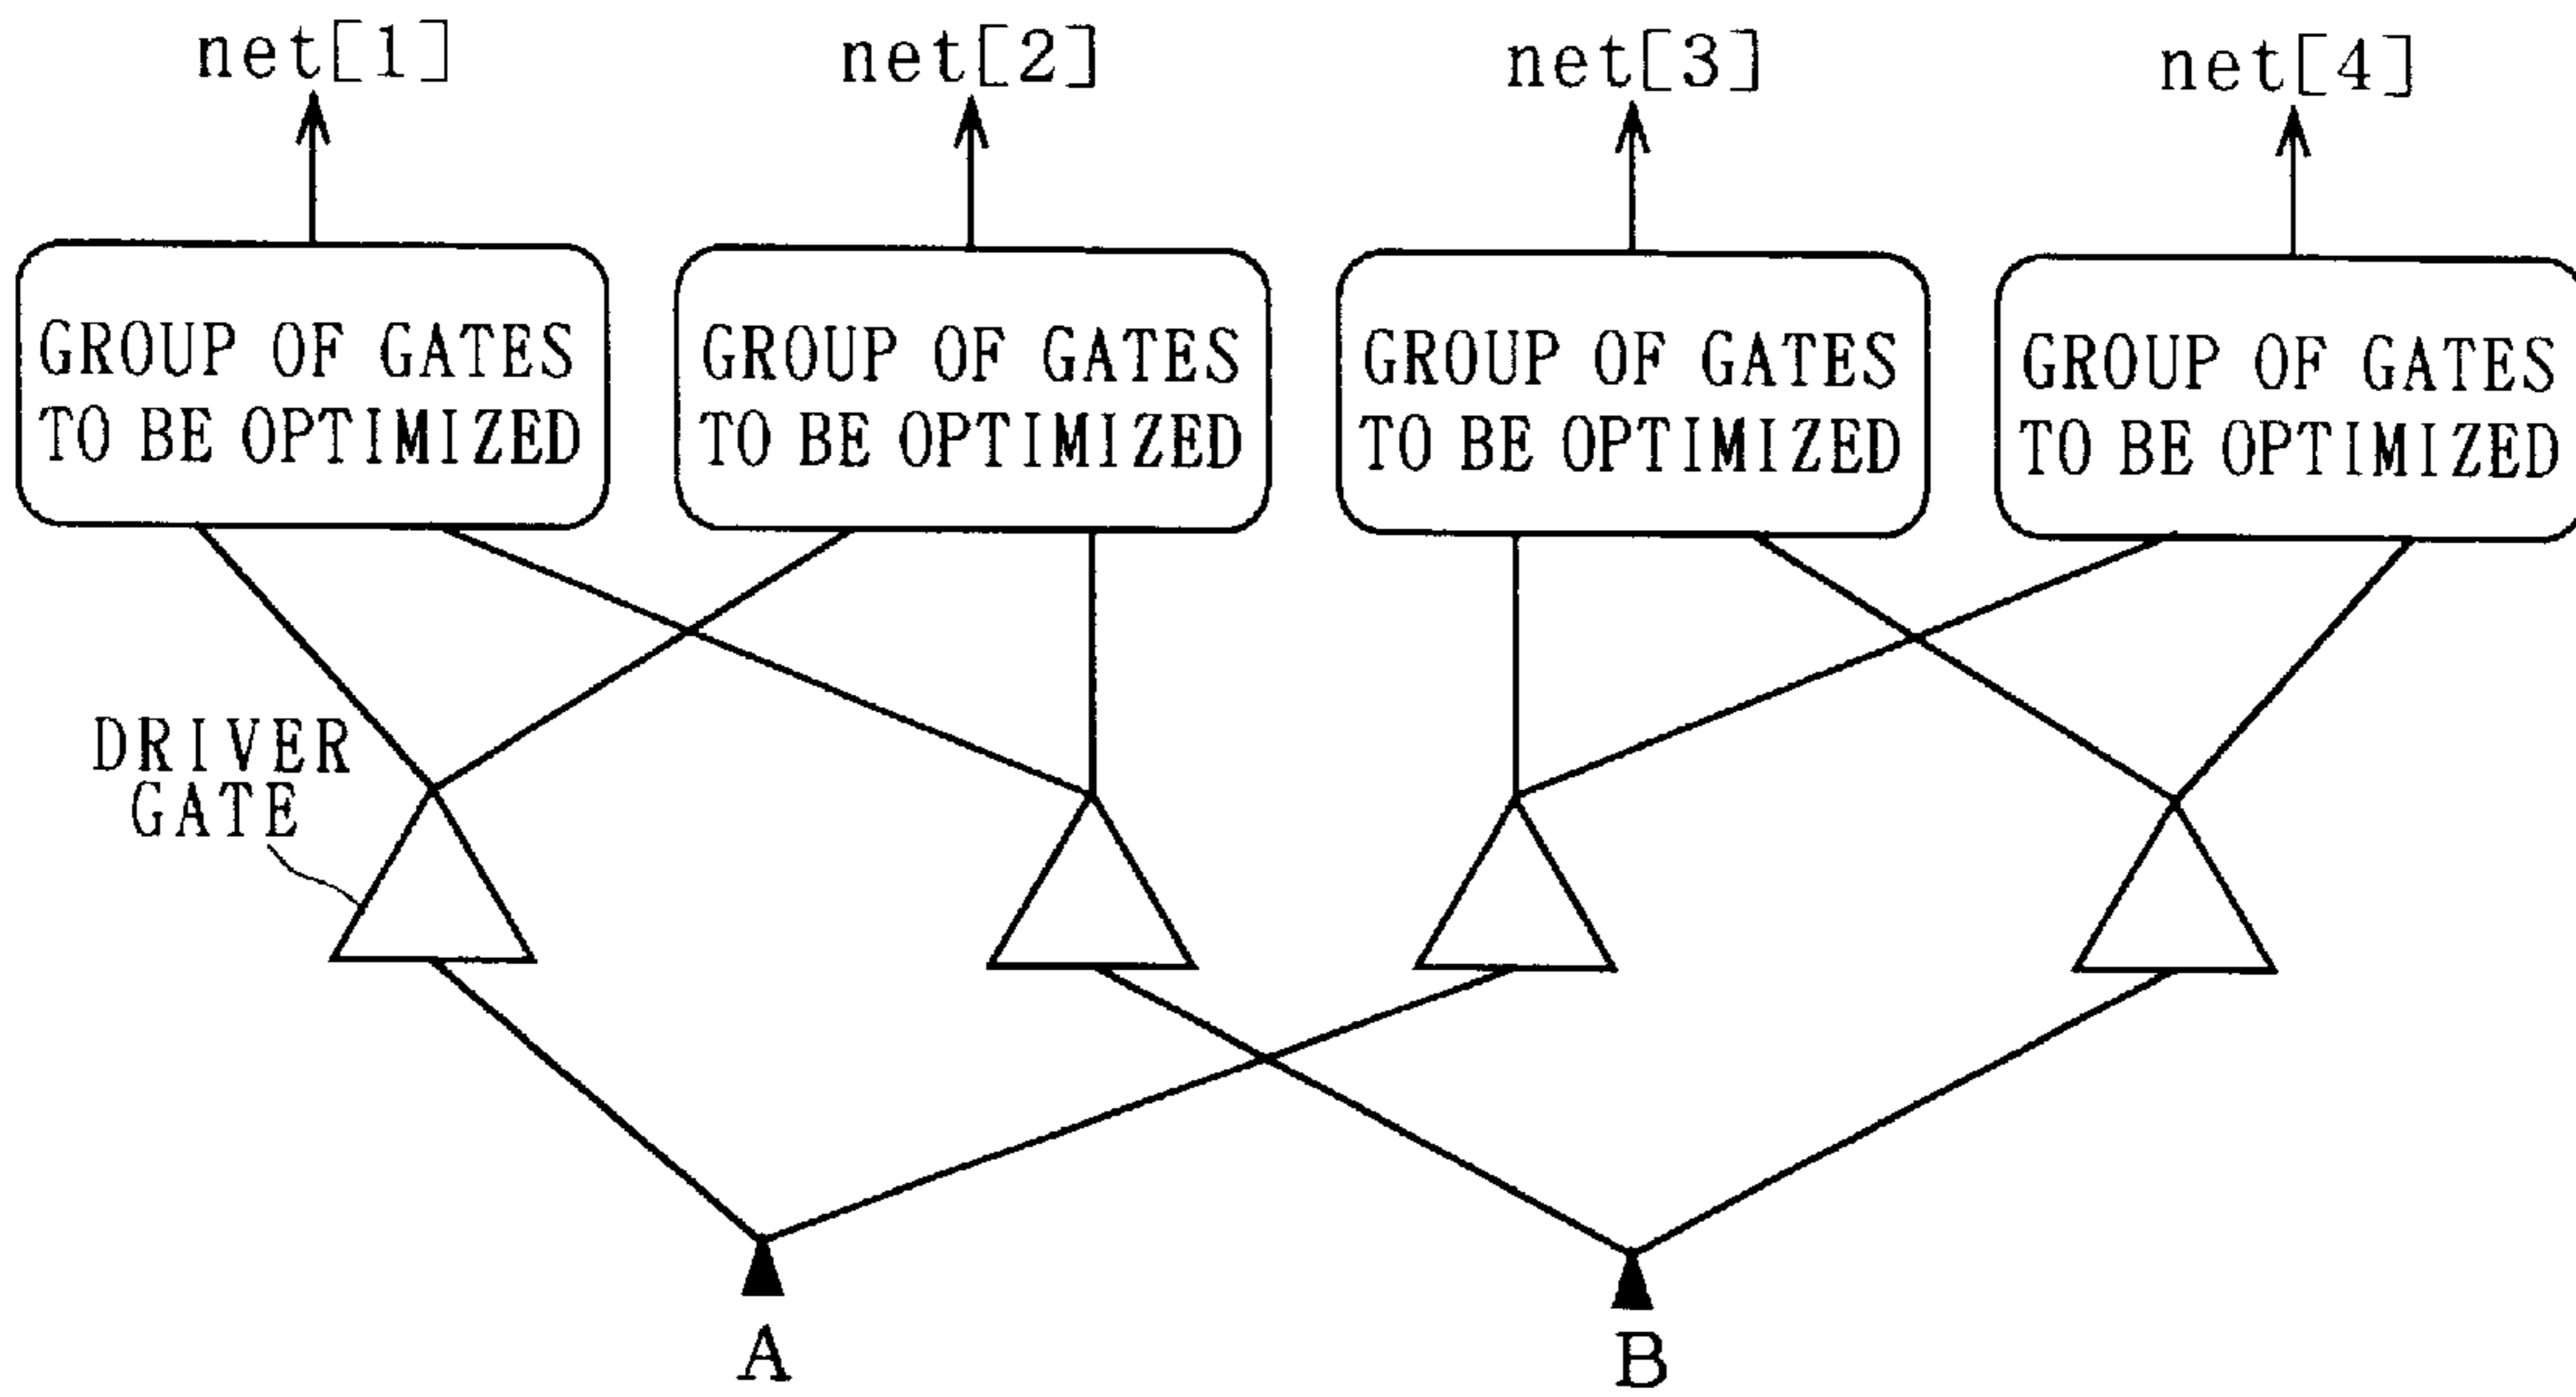 net[1]
net[2]
net[3]
net[4]
GROUP OF GATES
TO BE OPTIMIZED
GROUP OF GATES
TO BE OPTIMIZED
GROUP OF GATES
TO BE OPTIMIZED
GROUP OF GATES
TO BE OPTIMIZED
DRIVER
GATE
A
B